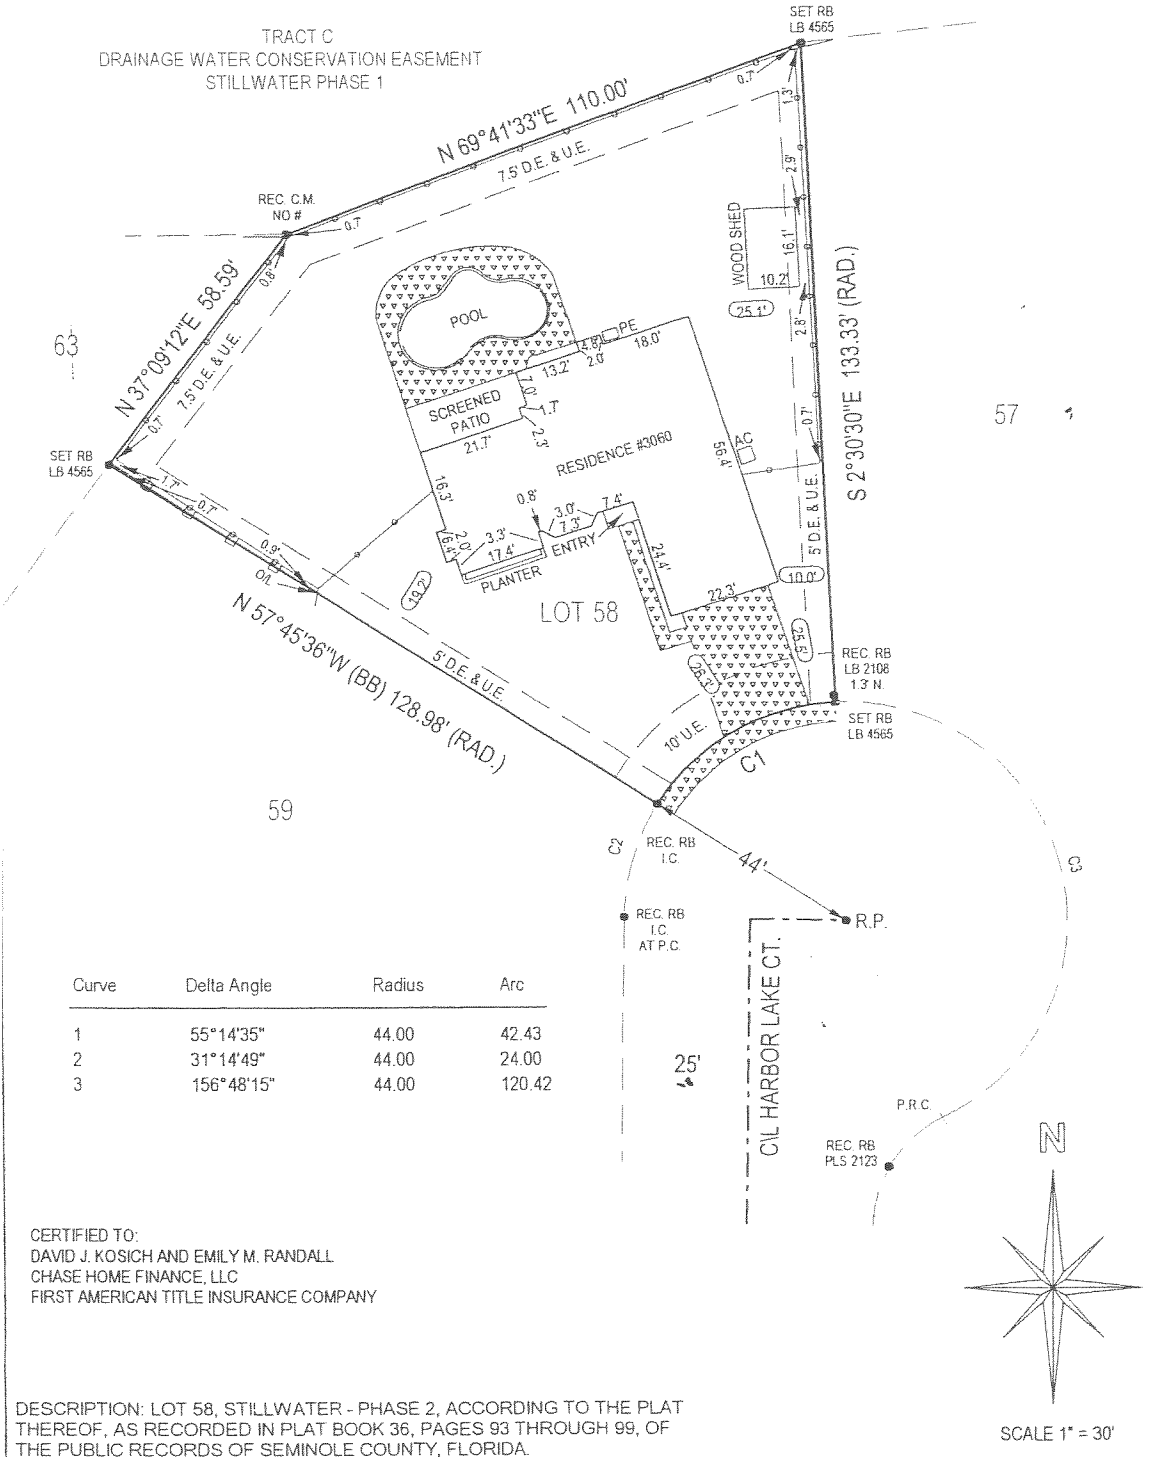 TRACT C
DRAINAGE WATER CONSERVATION EASEMENT
STILLWATER PHASE 1
SET RB
LB 4565
0.7'
1.3'
N 69°41'33"E 110.00'
7.5' D.E. & U.E.
REC. C.M.
NO #
0.7'
0.8'
2.9'
WOOD SHED
16.1'
10.2'
25.1'
2.8'
S 2°30'30"E 133.33' (RAD.)
N 37°09'12"E 58.59'
7.5' D.E. & U.E.
63
POOL
PE
4.8'
2.0'
18.0'
13.2'
7.0'
1.7'
2.3'
SCREENED
PATIO
21.7'
RESIDENCE #3060
57
0.7'
AC
56.4'
SET RB
LB 4565
0.7'
1.7'
0.7'
0.9'
O/L
16.3'
2.0'
6.4'
3.3'
17.4'
PLANTER
0.8'
3.0'
7.3'
7.4'
ENTRY
24.4'
22.3'
5' D.E. & U.E.
10.0'
19.2'
LOT 58
N 57°45'36"W (BB) 128.98' (RAD.)
5' D.E. & U.E.
25.5'
26.3'
REC. RB
LB 2108
1.3' N.
SET RB
LB 4565
10' U.E.
C1
59
C2
REC. RB
I.C.
44'
C3
REC. RB
I.C.
AT P.C.
R.P.
C/L HARBOR LAKE CT.
25'
Curve Delta Angle Radius Arc
1 55°14'35" 44.00 42.43
2 31°14'49" 44.00 24.00
3 156°48'15" 44.00 120.42
P.R.C.
REC. RB
PLS 2123
N
CERTIFIED TO:
DAVID J. KOSICH AND EMILY M. RANDALL
CHASE HOME FINANCE, LLC
FIRST AMERICAN TITLE INSURANCE COMPANY
DESCRIPTION: LOT 58, STILLWATER - PHASE 2, ACCORDING TO THE PLAT
THEREOF, AS RECORDED IN PLAT BOOK 36, PAGES 93 THROUGH 99, OF
THE PUBLIC RECORDS OF SEMINOLE COUNTY, FLORIDA.
SCALE 1" = 30'